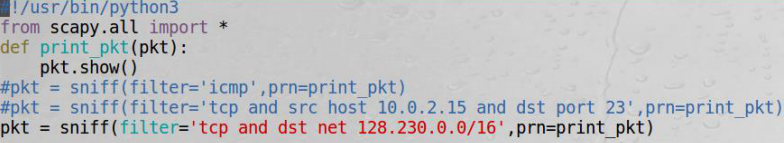 #!/usr/bin/python3
from scapy.all import *
def print_pkt(pkt):
    pkt.show()
#pkt = sniff(filter='icmp',prn=print_pkt)
#pkt = sniff(filter='tcp and src host 10.0.2.15 and dst port 23',prn=print_pkt)
pkt = sniff(filter='tcp and dst net 128.230.0.0/16',prn=print_pkt)